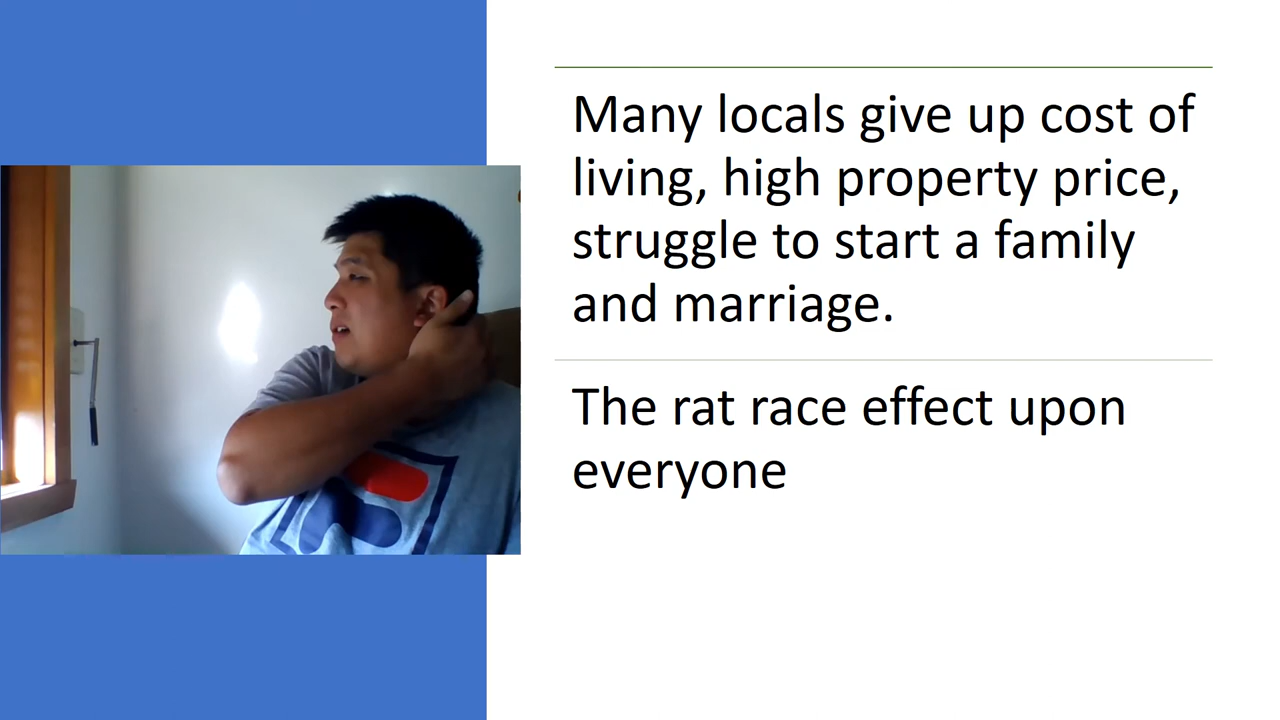 Many locals give up cost of
living, high property price,
struggle to start a family
and marriage.
The rat race effect upon
everyone